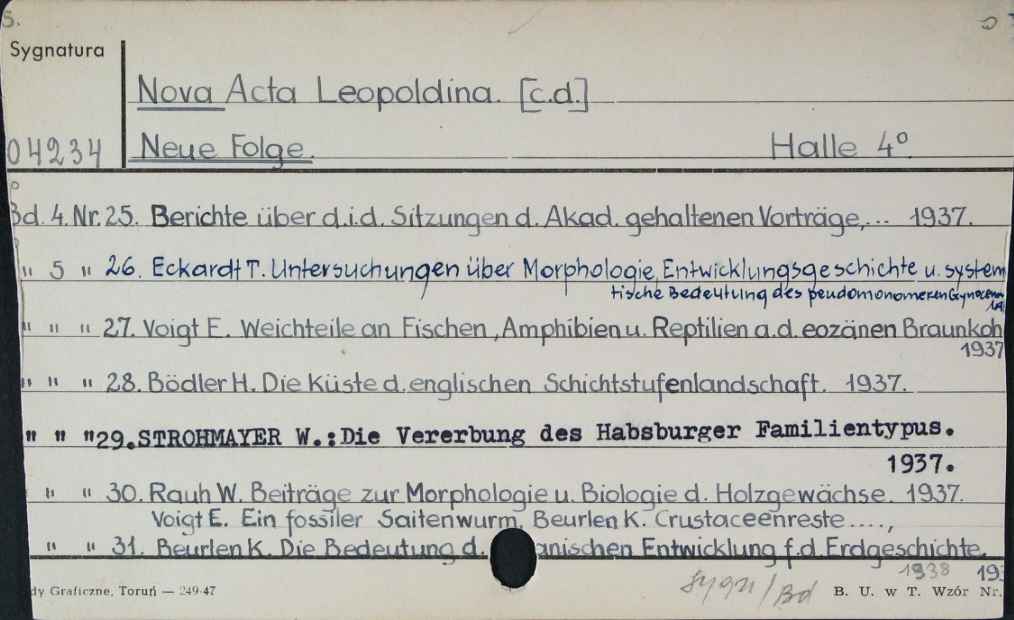 S.
Sygnatura
Nova Acta Leopoldina. [c.d.]
04234 Neue Folge. Halle 4°
Bd. 4. Nr. 25. Berichte über d.i.d. Sitzungen d. Akad. gehaltenen Vorträge,... 1937.
" 5 " 26. Eckardt T. Untersuchungen über Morphologie, Entwicklungsgeschichte u. system
tische Bedeutung des pseudomonomeren
" " " 27. Voigt E. Weichteile an Fischen, Amphibien u. Reptilien a.d. eozänen Braunkoh
1937
" " " 28. Bödler H. Die Küste d. englischen Schichtstufenlandschaft. 1937.
" " "29.STROHMAYER W.:Die Vererbung des Habsburger Familientypus.
1937.
" " 30. Rauh W. Beiträge zur Morphologie u. Biologie d. Holzgewächse. 1937.
Voigt E. Ein fossiler Saitenwurm, Beurlen K. Crustaceenreste ....,
" " 31. Beurlen K. Die Bedeutung d. anischen Entwicklung f.d. Erdgeschichte.
1938 193
dy Graficzne, Toruń — 249-47 B. U. w T. Wzór Nr.